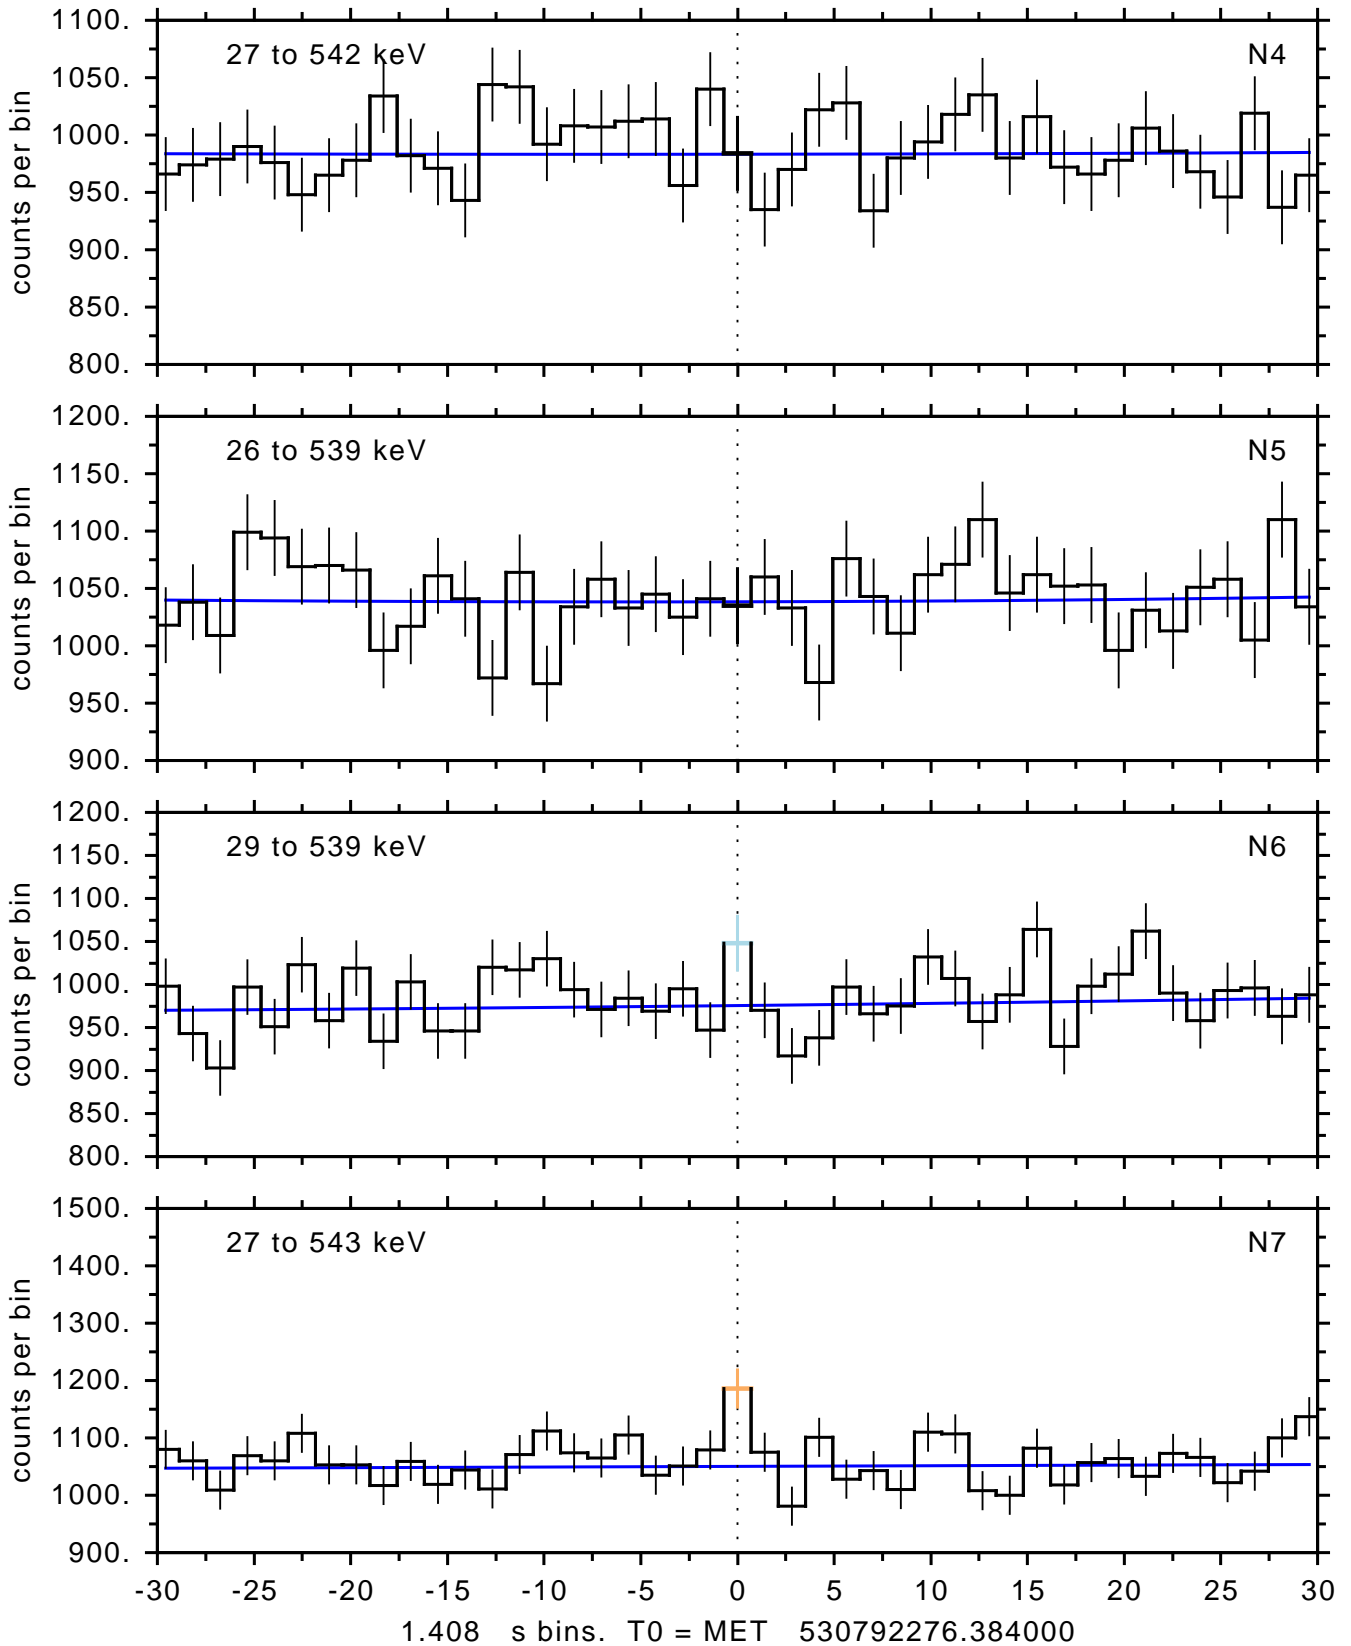 1100.
27 to 542 keV
N4
1050.
1000.
950.
900.
850.
800.
counts per bin
1200.
26 to 539 keV
N5
1150.
1100.
1050.
1000.
950.
900.
counts per bin
1200.
29 to 539 keV
N6
1150.
1100.
1050.
1000.
950.
900.
850.
800.
counts per bin
1500.
27 to 543 keV
N7
1400.
1300.
1200.
1100.
1000.
900.
counts per bin
-30 -25 -20 -15 -10 -5 0 5 10 15 20 25 30
1.408 s bins. T0 = MET 530792276.384000